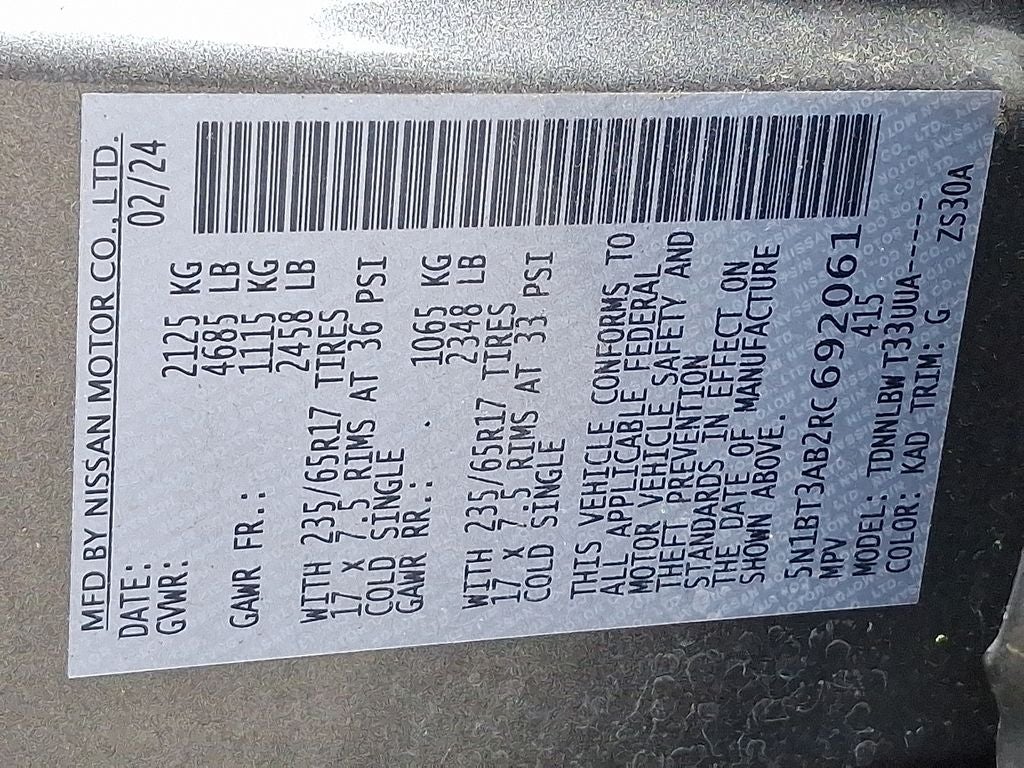 MFD BY NISSAN MOTOR CO., LTD.
DATE: 02/24
GVWR: 2125 KG
4685 LB
GAWR FR.: 1115 KG
2458 LB
WITH 235/65R17 TIRES
17 X 7.5 RIMS AT 36 PSI
COLD SINGLE
GAWR RR.: 1065 KG
2348 LB
WITH 235/65R17 TIRES
17 X 7.5 RIMS AT 33 PSI
COLD SINGLE
THIS VEHICLE CONFORMS TO
ALL APPLICABLE FEDERAL
MOTOR VEHICLE SAFETY AND
THEFT PREVENTION
STANDARDS IN EFFECT ON
THE DATE OF MANUFACTURE
SHOWN ABOVE.
5N1BT3AB2RC692061
MPV 415
MODEL: TDNNLBW T33UUA------
COLOR: KAD TRIM: G ZS30A